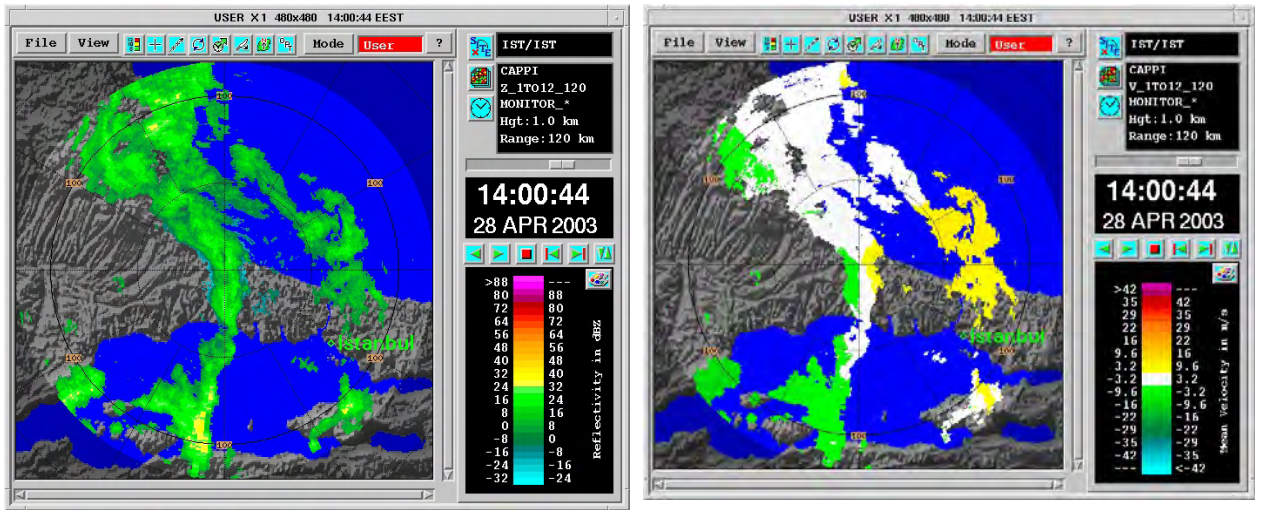 USER X1 480x480 14:00:44 EEST
File View Mode User ?
SITE
IST/IST
CAPPI
Z_1TO12_120
MONITOR_*
Hgt:1.0 km
Range:120 km
14:00:44
28 APR 2003
100
100
100
100
100
100
Istanbul
>88 ---
80 88
72 80
64 72
56 64
48 56
40 48
32 40
24 32
16 24
8 16
0 8
-8 0
-16 -8
-24 -16
-32 -24
Reflectivity in dBZ
USER X1 480x480 14:00:44 EEST
File View Mode User ?
SITE
IST/IST
CAPPI
V_1TO12_120
MONITOR_*
Hgt:1.0 km
Range:120 km
14:00:44
28 APR 2003
100
100
100
100
100
Istanbul
>42 ---
35 42
29 35
22 29
16 22
9.6 16
3.2 9.6
-3.2 3.2
-9.6 -3.2
-16 -9.6
-22 -16
-29 -22
-35 -29
-42 -35
--- <-42
Mean Velocity in m/s